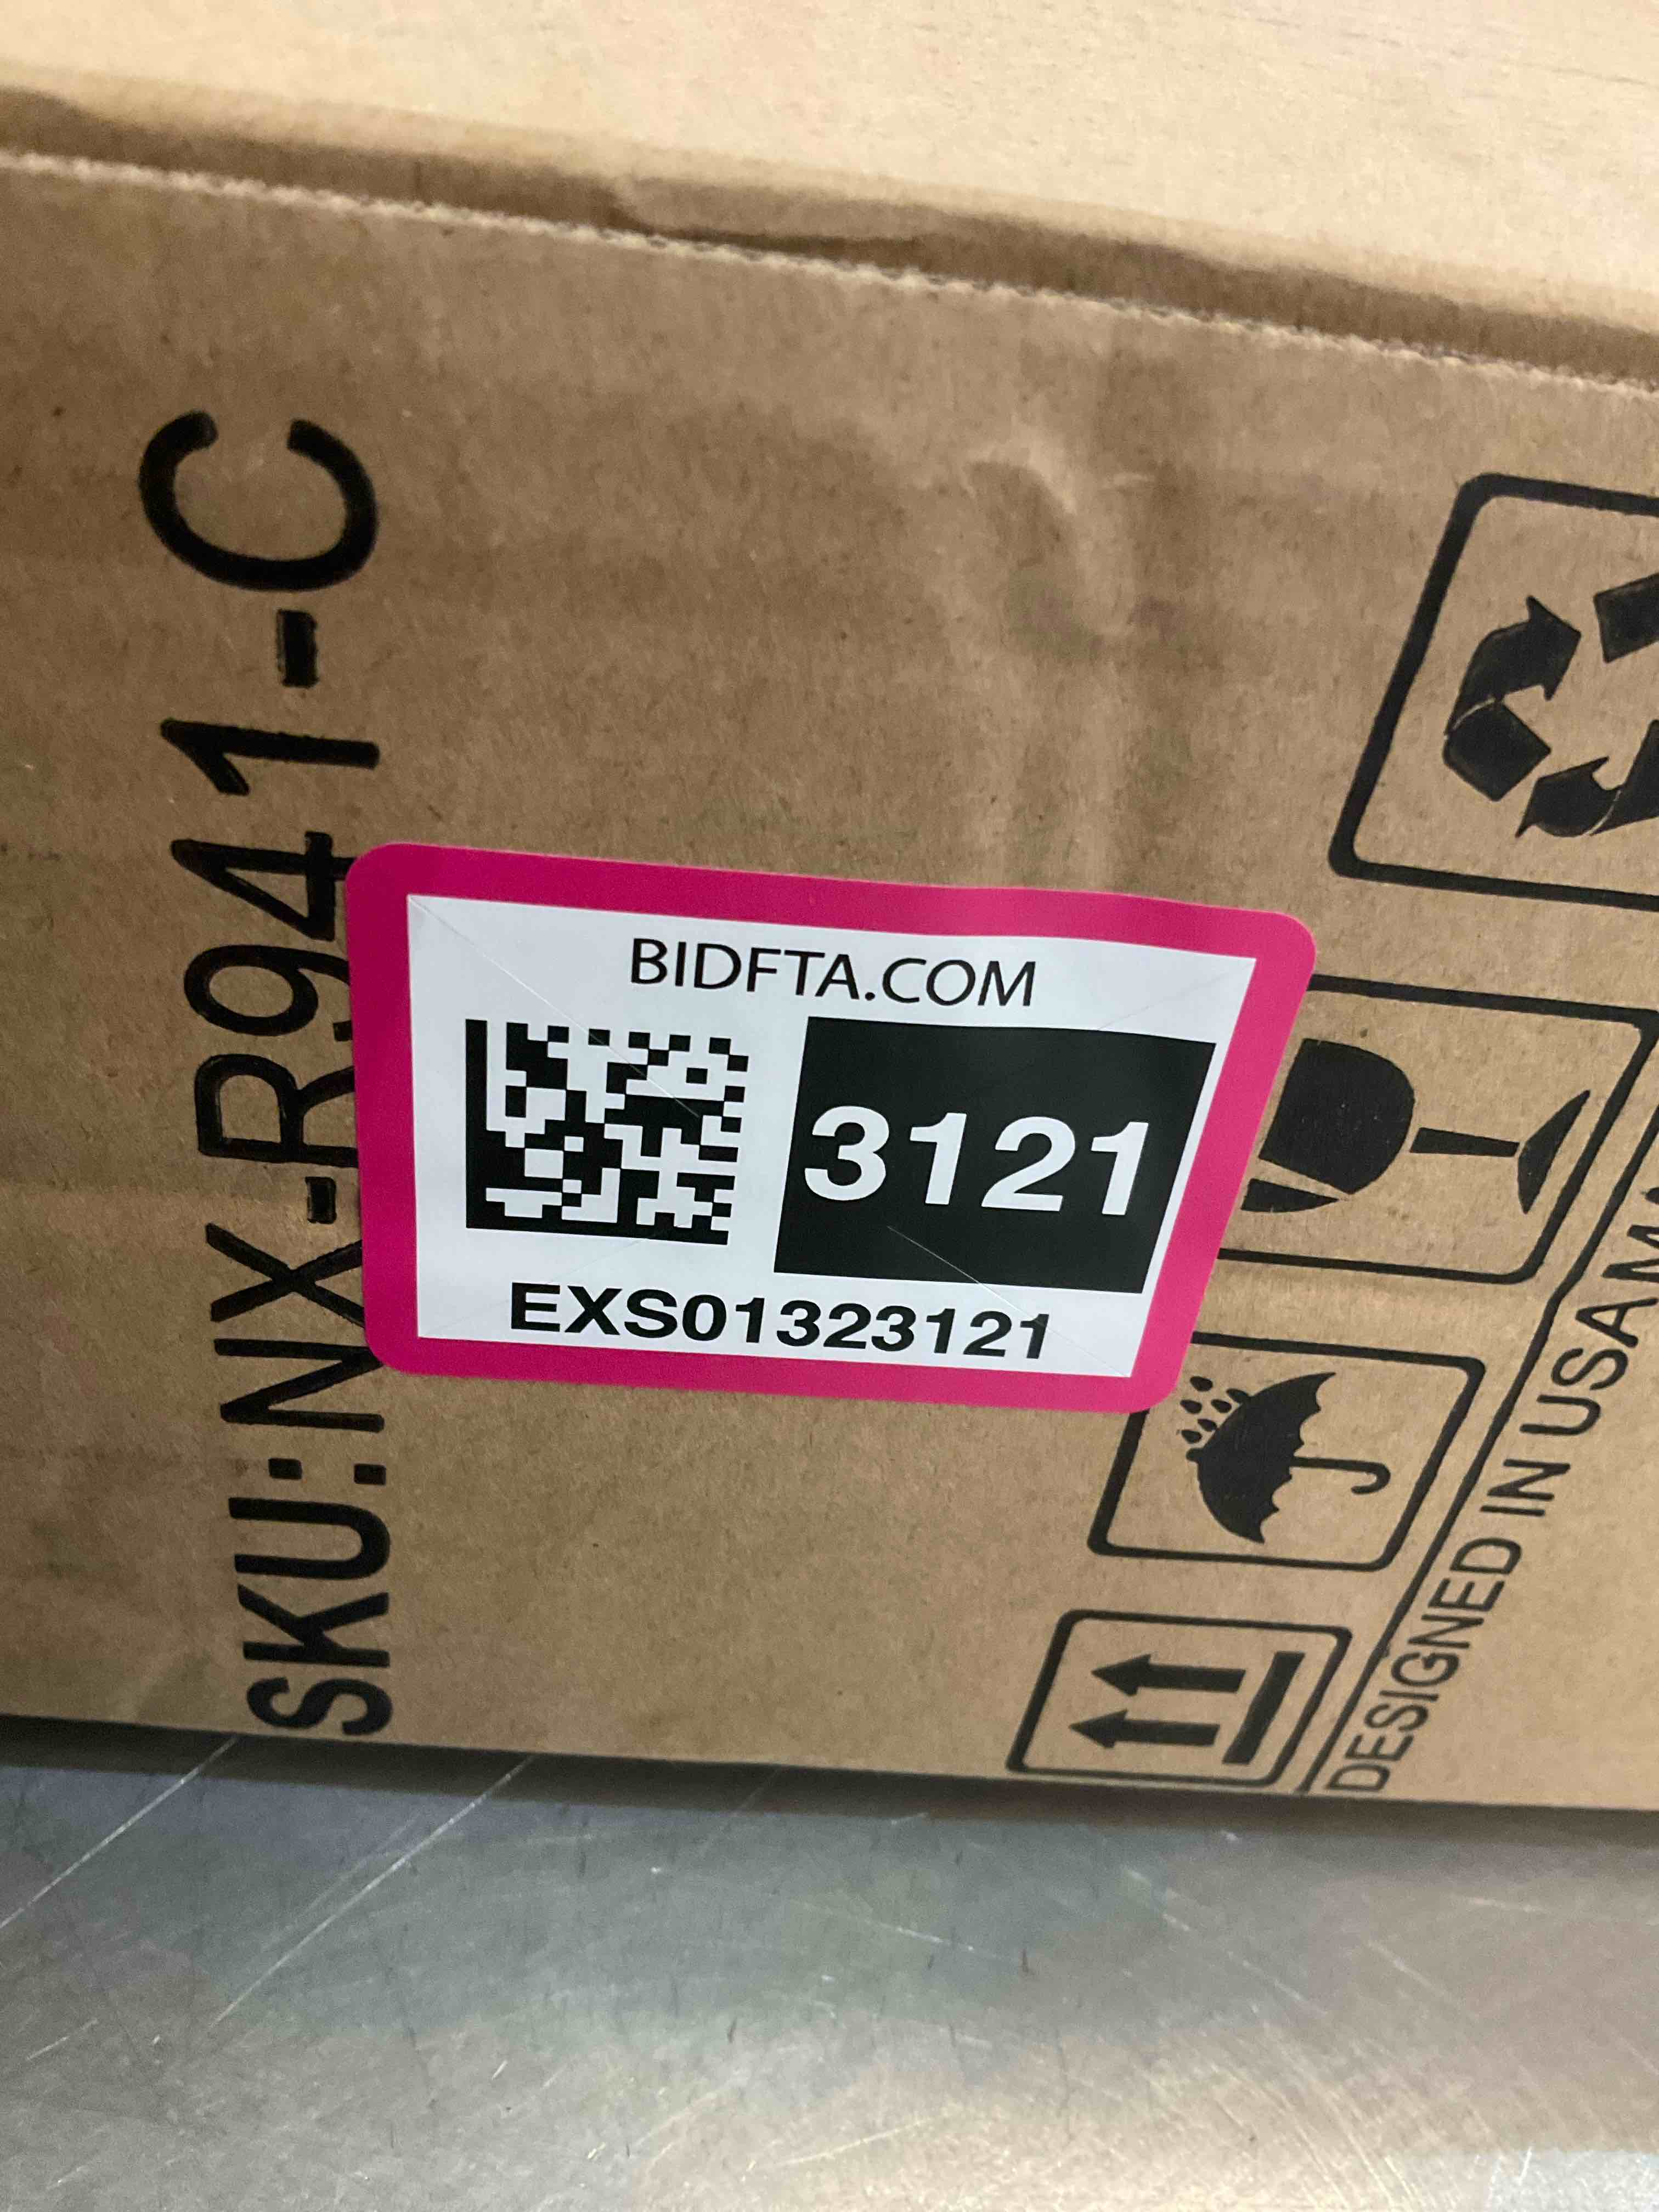 SKU:NX-R941-C
BIDFTA.COM
3121
EXS01323121
DESIGNED IN USA